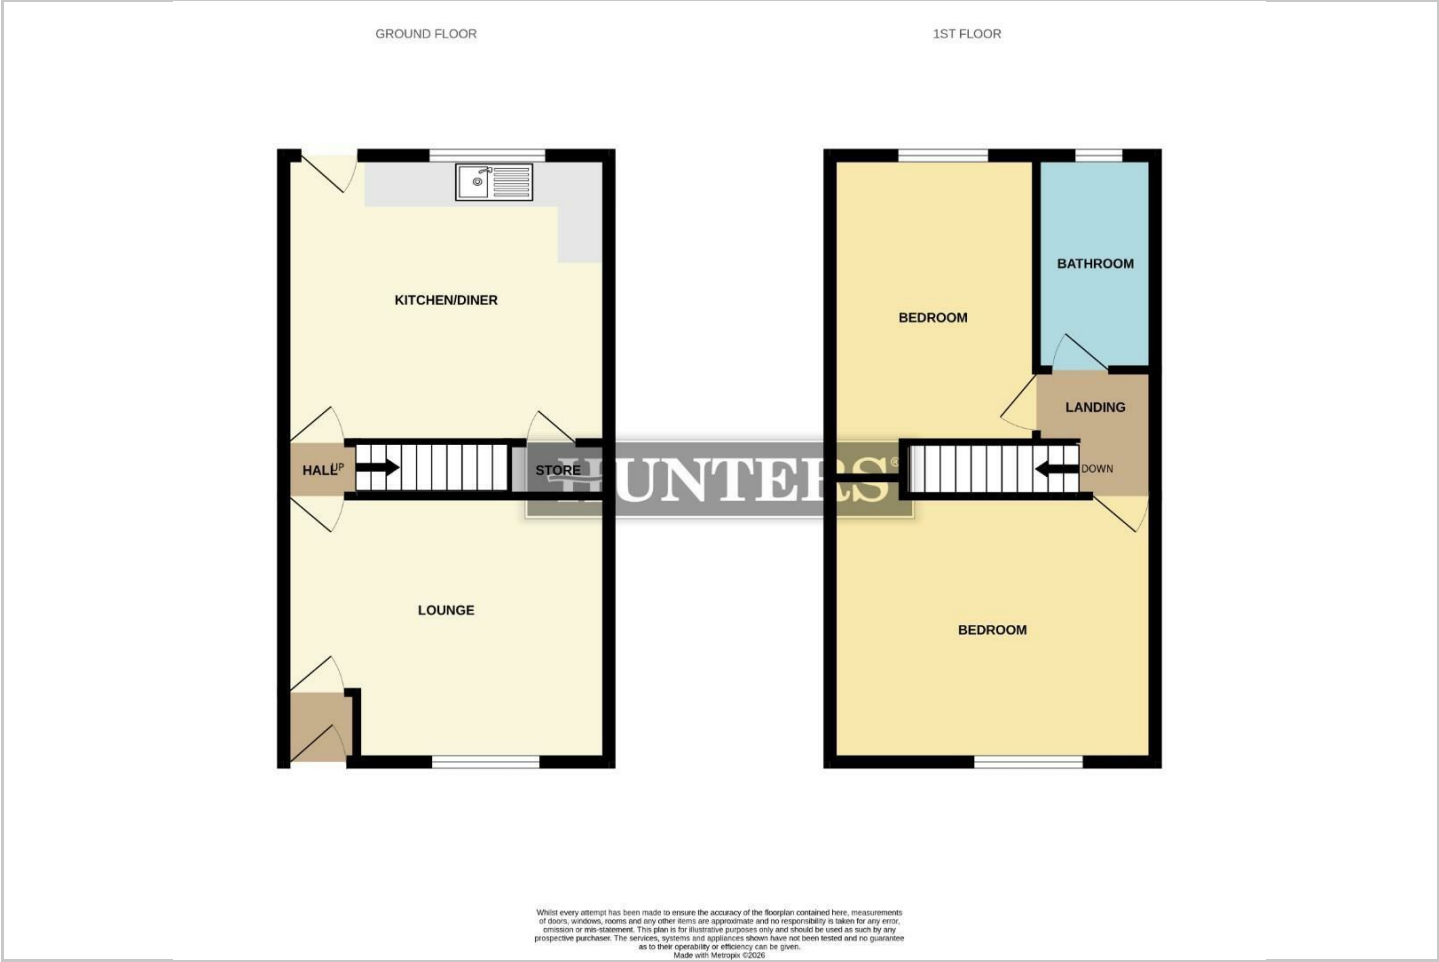 GROUND FLOOR
1ST FLOOR
KITCHEN/DINER
BATHROOM
BEDROOM
LANDING
HALL
UP
STORE
HUNTERS®
DOWN
LOUNGE
BEDROOM
Whilst every attempt has been made to ensure the accuracy of the floorplan contained here, measurements
of doors, windows, rooms and any other items are approximate and no responsibility is taken for any error,
omission or mis-statement. This plan is for illustrative purposes only and should be used as such by any
prospective purchaser. The services, systems and appliances shown have not been tested and no guarantee
as to their operability or efficiency can be given.
Made with Metropix ©2026